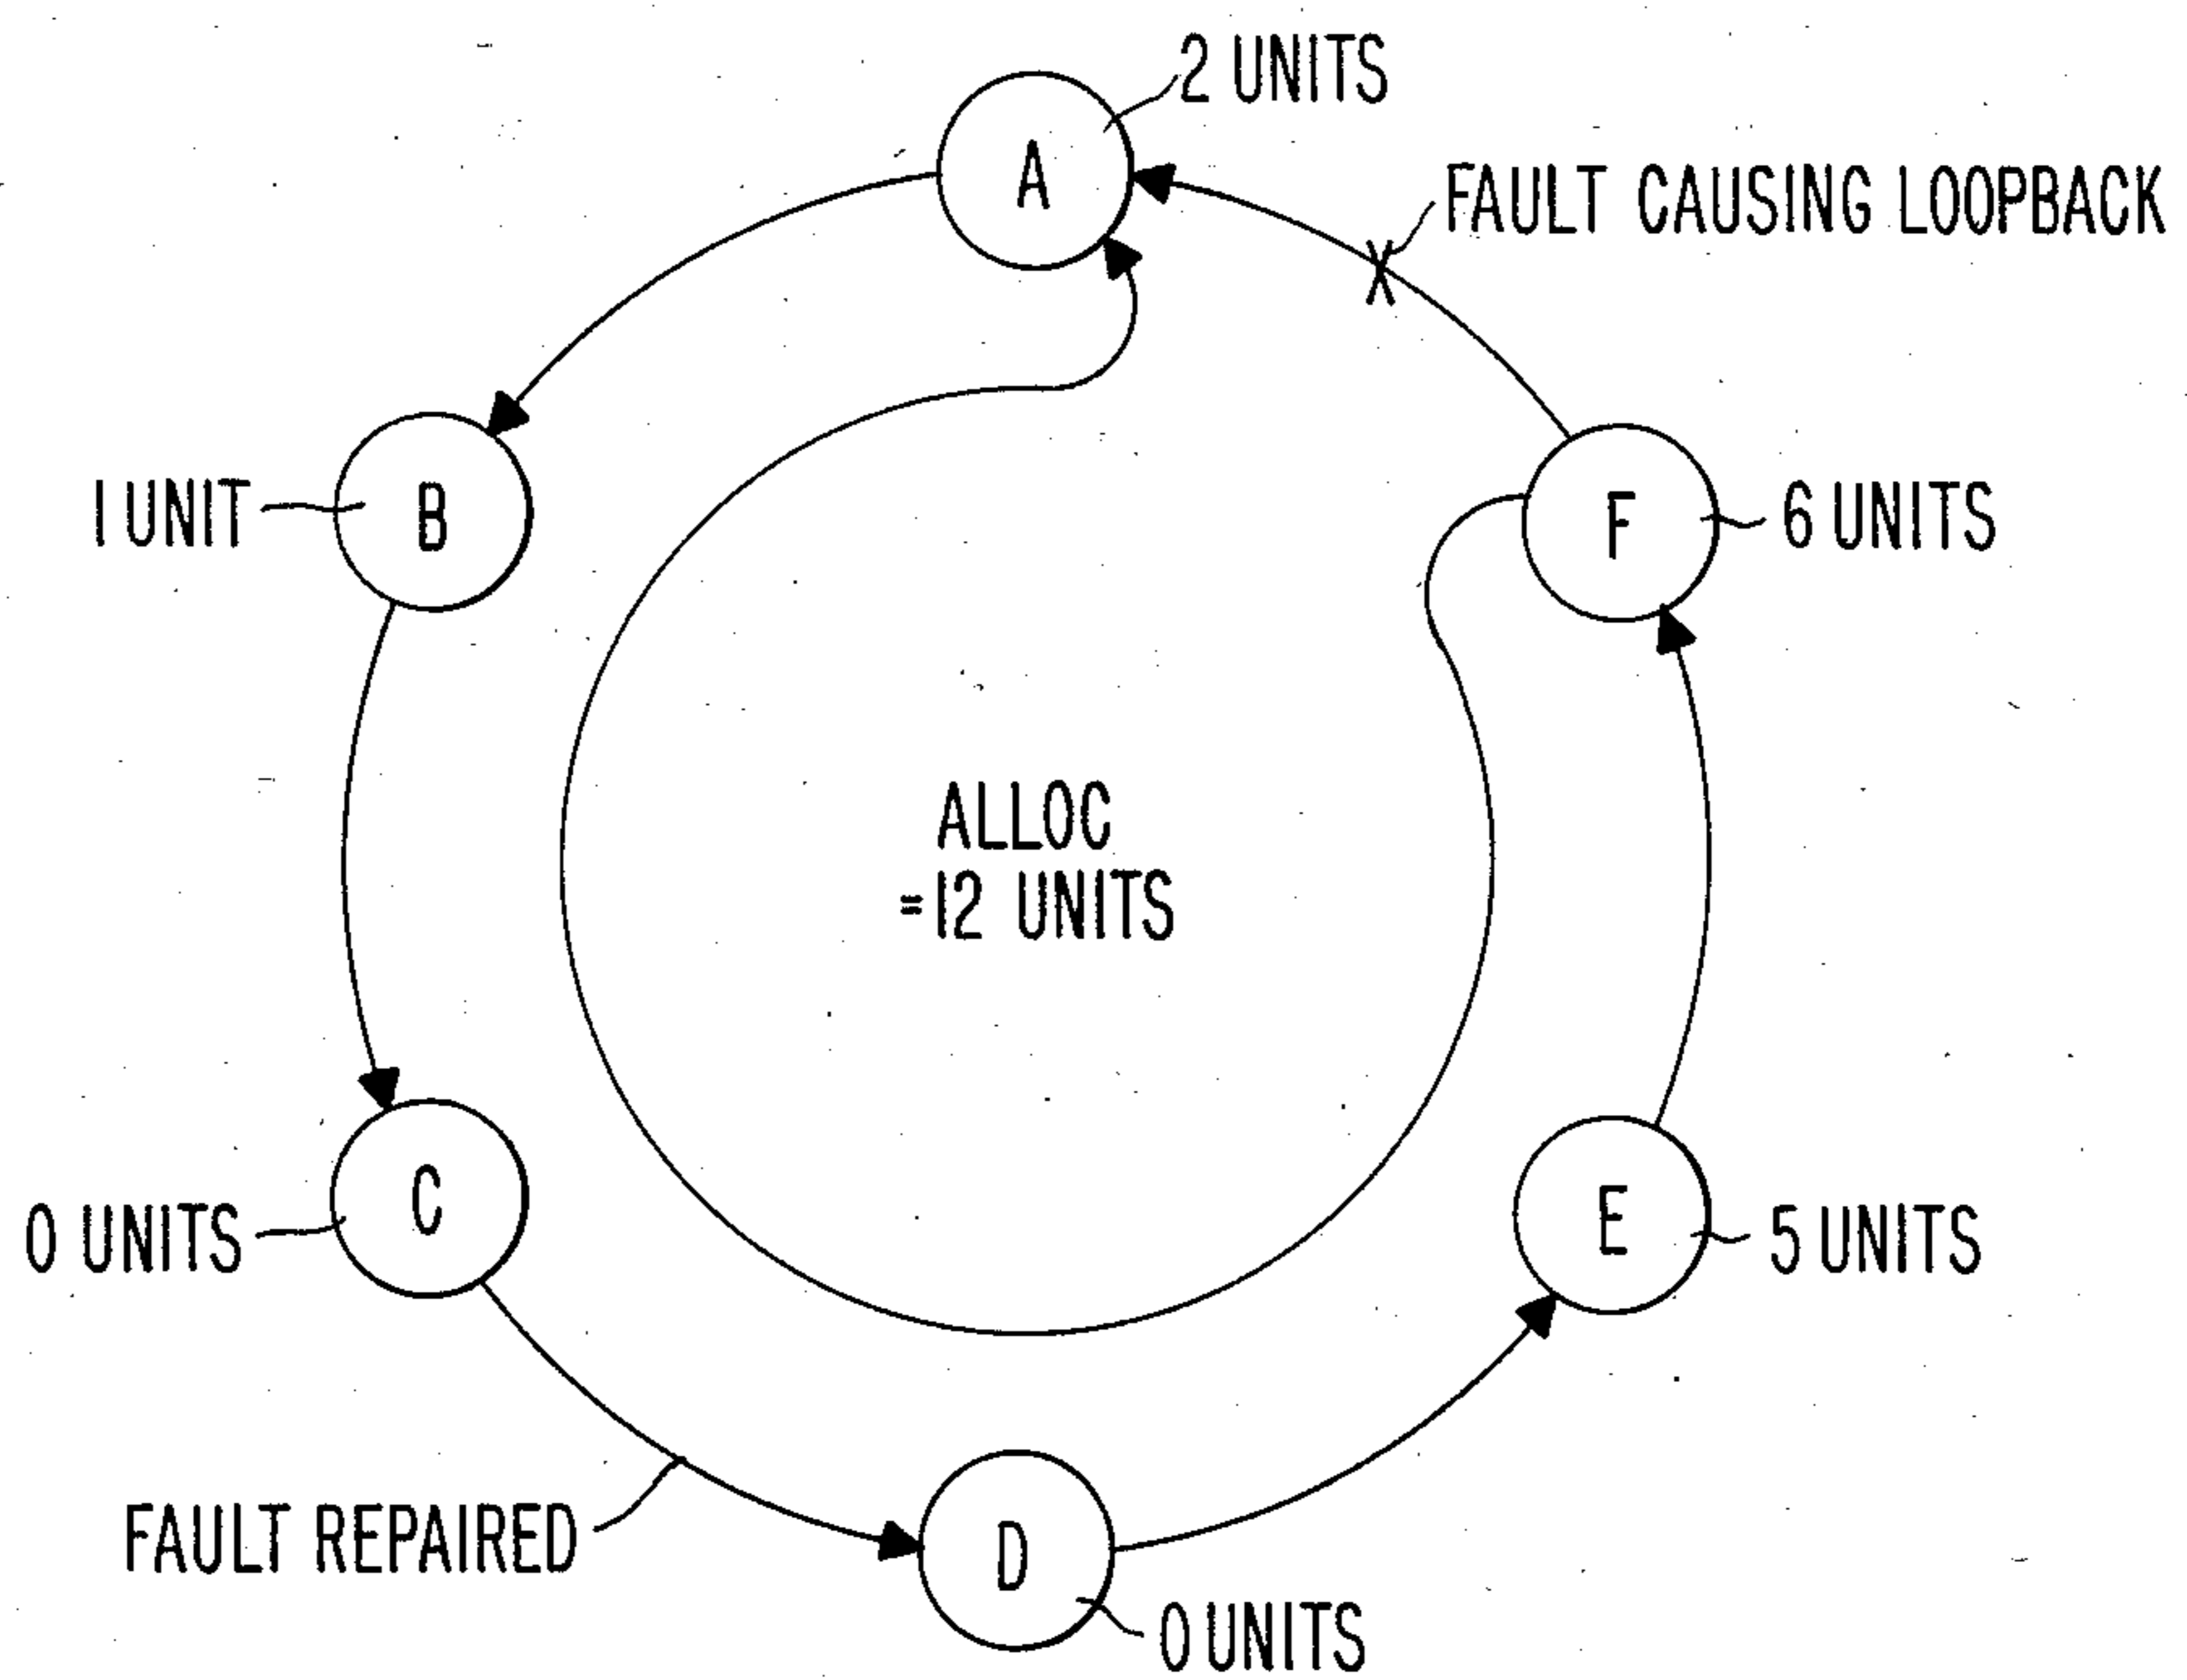 2 UNITS
A
FAULT CAUSING LOOPBACK
1 UNIT
B
F
6 UNITS
ALLOC
=12 UNITS
C
0 UNITS
E
5 UNITS
FAULT REPAIRED
D
0 UNITS